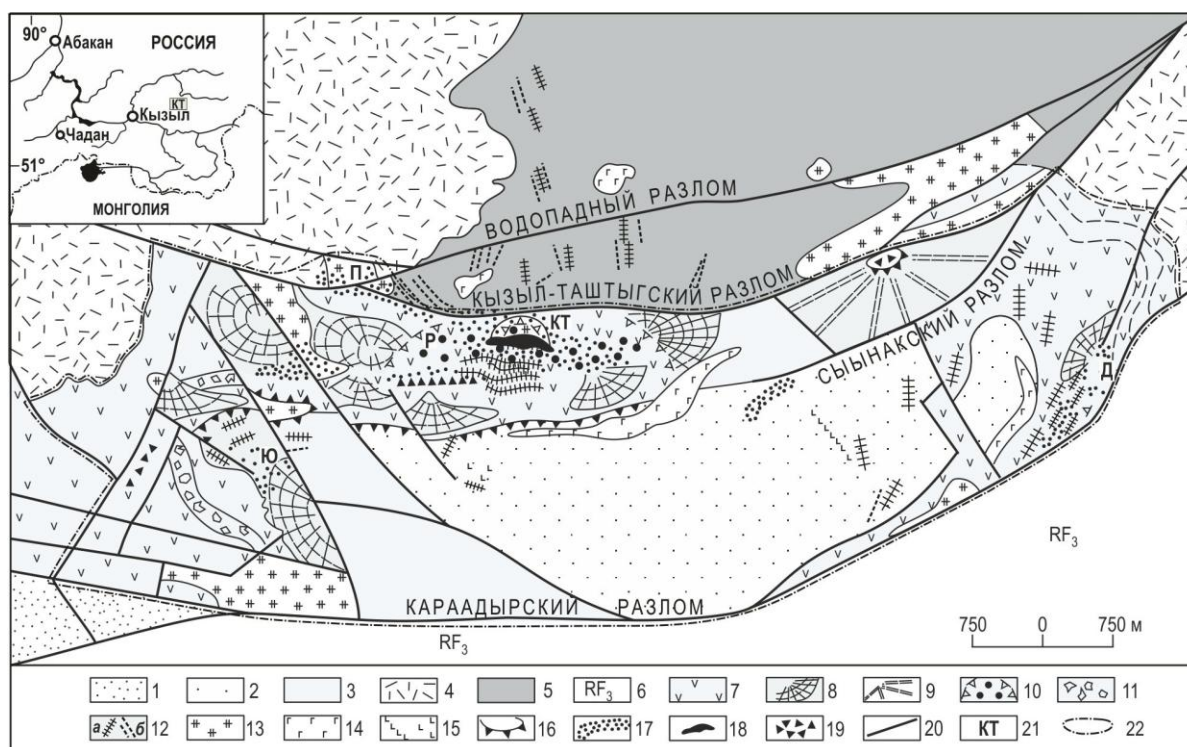 90°
Абакан
РОССИЯ
КТ
Кызыл
Чадан
51°
МОНГОЛИЯ
ВОДОПАДНЫЙ РАЗЛОМ
П
КЫЗЫЛ-ТАШТЫГСКИЙ РАЗЛОМ
КТ
Р
СЫЫНАКСКИЙ РАЗЛОМ
Д
Ю
RF3
КАРААДЫРСКИЙ РАЗЛОМ
RF3
750 0 750 м
1 2 3 4 5 RF3 6 7 8 9 10 11
а б 12 13 14 15 16 17 18 19 20 КТ 21 22